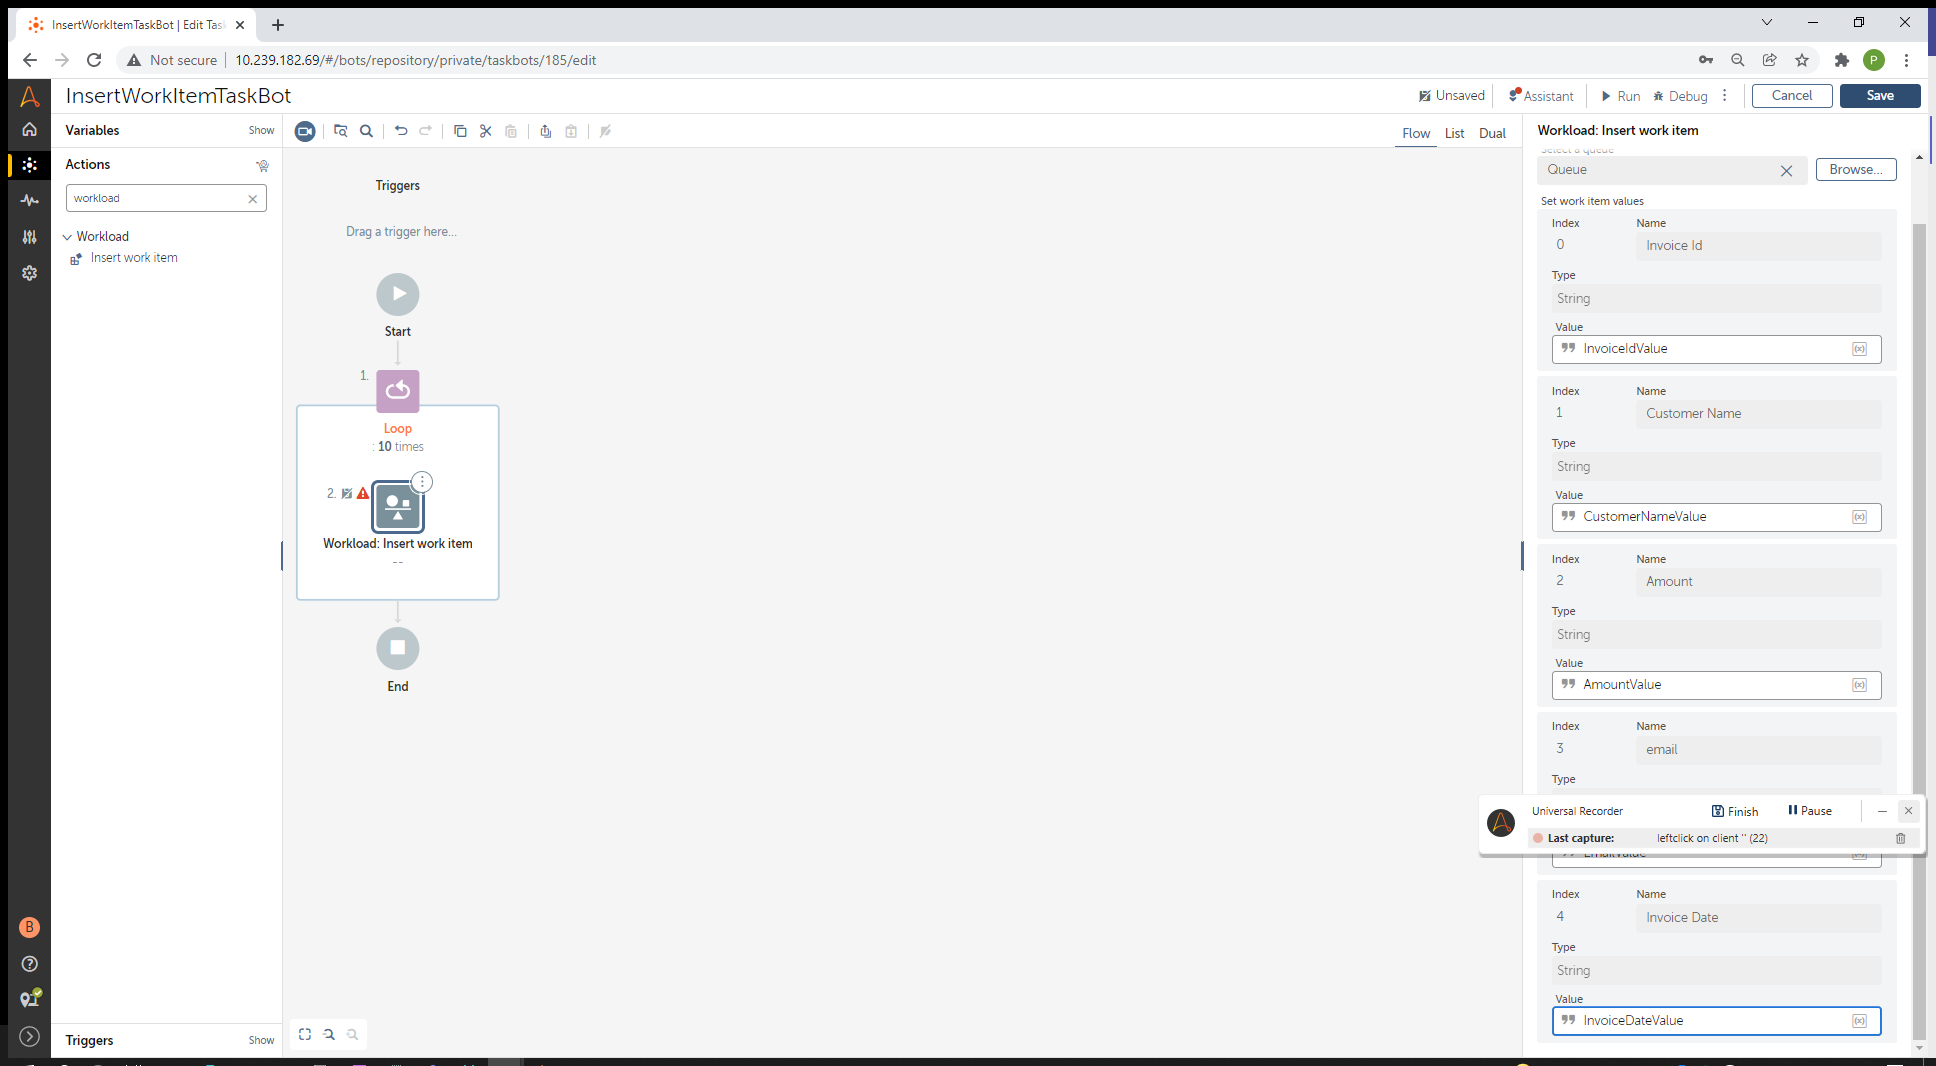 InsertWorkItemTaskBot | Edit Tas
Not secure
10.239.182.69/#/bots/repository/private/taskbots/185/edit
P
InsertWorkItemTaskBot
Unsaved
Assistant
Run
Debug
Cancel
Save
Variables
Show
Flow
List
Dual
Workload: Insert work item
Actions
Select a queue
Queue
Browse...
workload
Triggers
Set work item values
Workload
Insert work item
Drag a trigger here...
Index
Name
0
Invoice Id
Type
String
Start
Value
InvoiceIdValue
1.
Loop
: 10 times
Index
Name
1
Customer Name
Type
String
2.
Value
CustomerNameValue
Workload: Insert work item
--
Index
Name
2
Amount
Type
String
Value
AmountValue
End
Index
Name
3
email
Type
Universal Recorder
Finish
Pause
Last capture:
leftclick on client '' (22)
EmailValue
Index
Name
4
Invoice Date
Type
String
Value
InvoiceDateValue
B
Triggers
Show